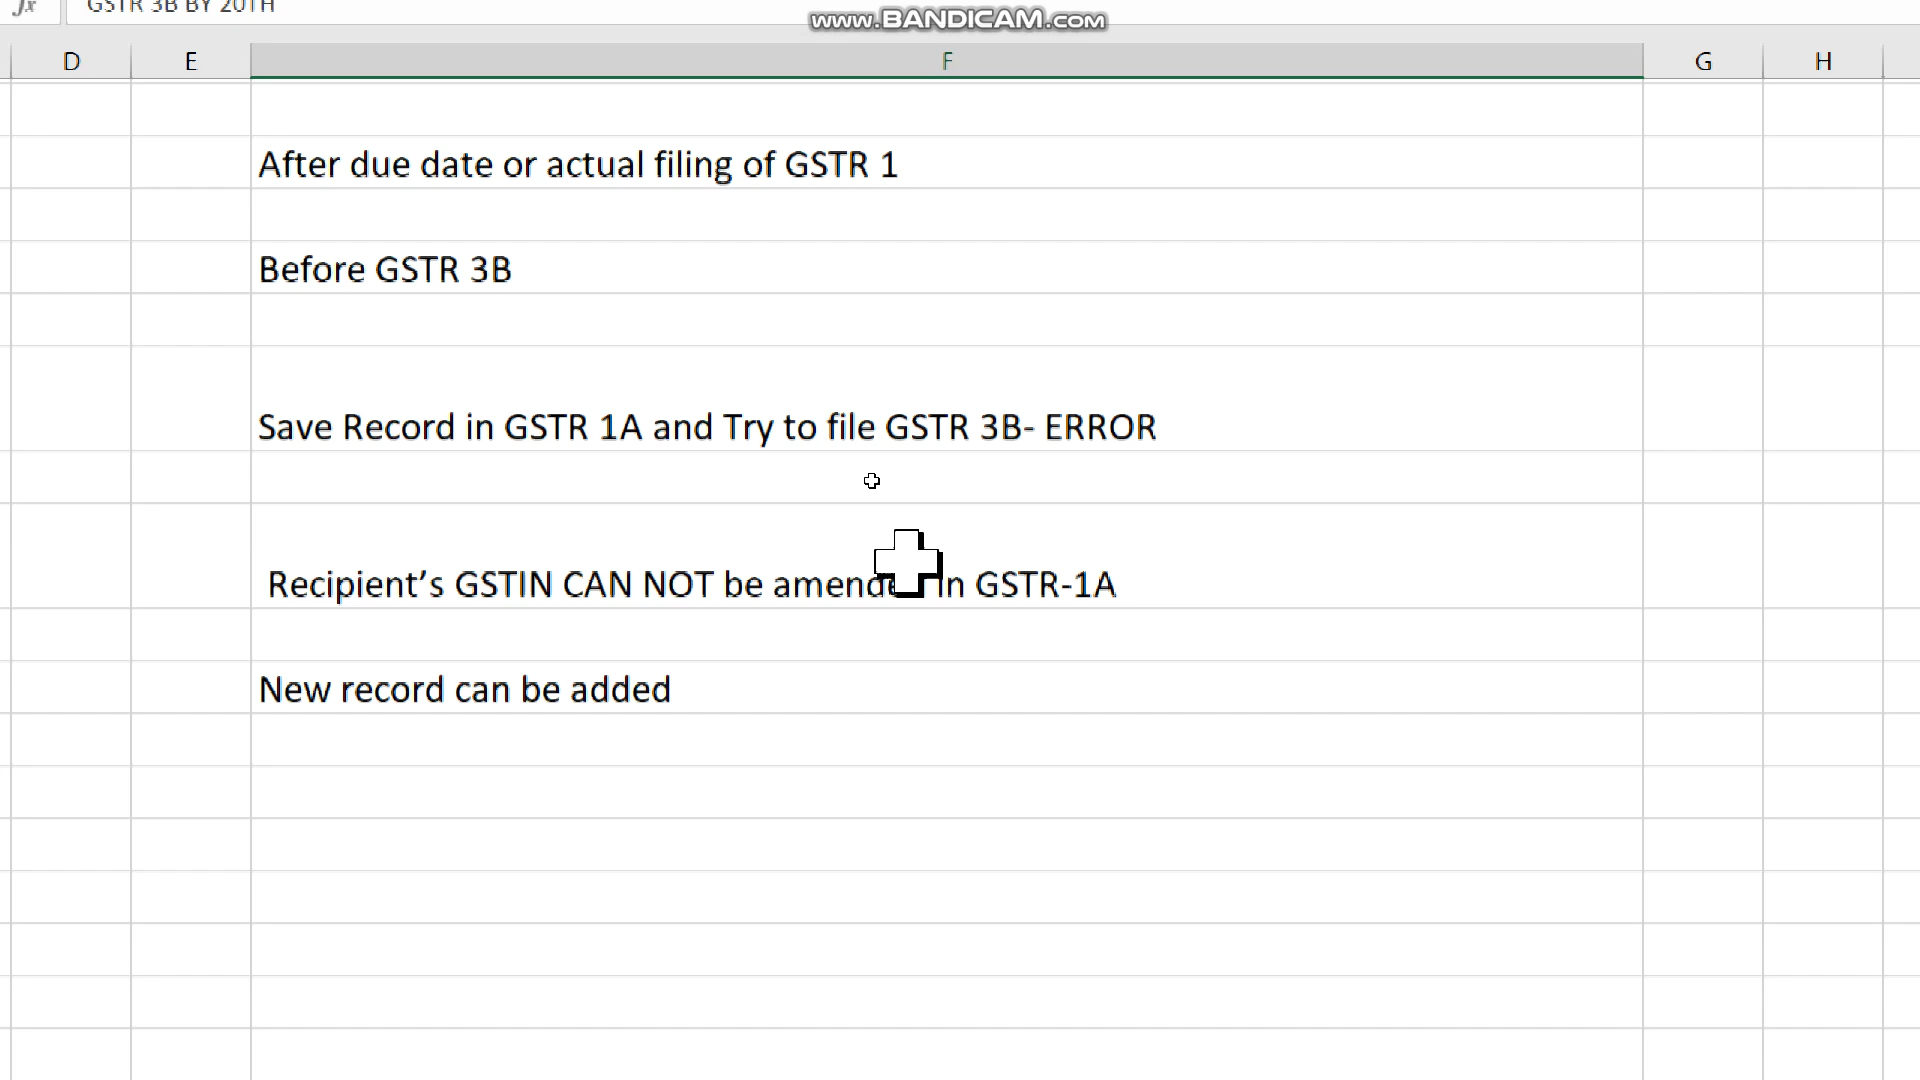 fx GSTR 3B BY 20TH
www.BANDICAM.com
D E F G H
After due date or actual filing of GSTR 1
Before GSTR 3B
Save Record in GSTR 1A and Try to file GSTR 3B- ERROR
Recipient’s GSTIN CAN NOT be amended in GSTR-1A
New record can be added